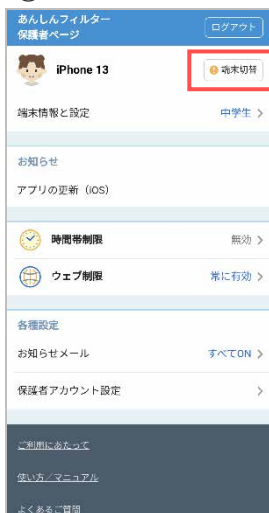 あんしんフィルター
保護者ページ
ログアウト
iPhone 13
端末切替
端末情報と設定
中学生
お知らせ
アプリの更新（iOS）
時間帯制限
無効
ウェブ制限
常に有効
各種設定
お知らせメール
すべてON
保護者アカウント設定
ご利用にあたって
使い方／マニュアル
よくあるご質問